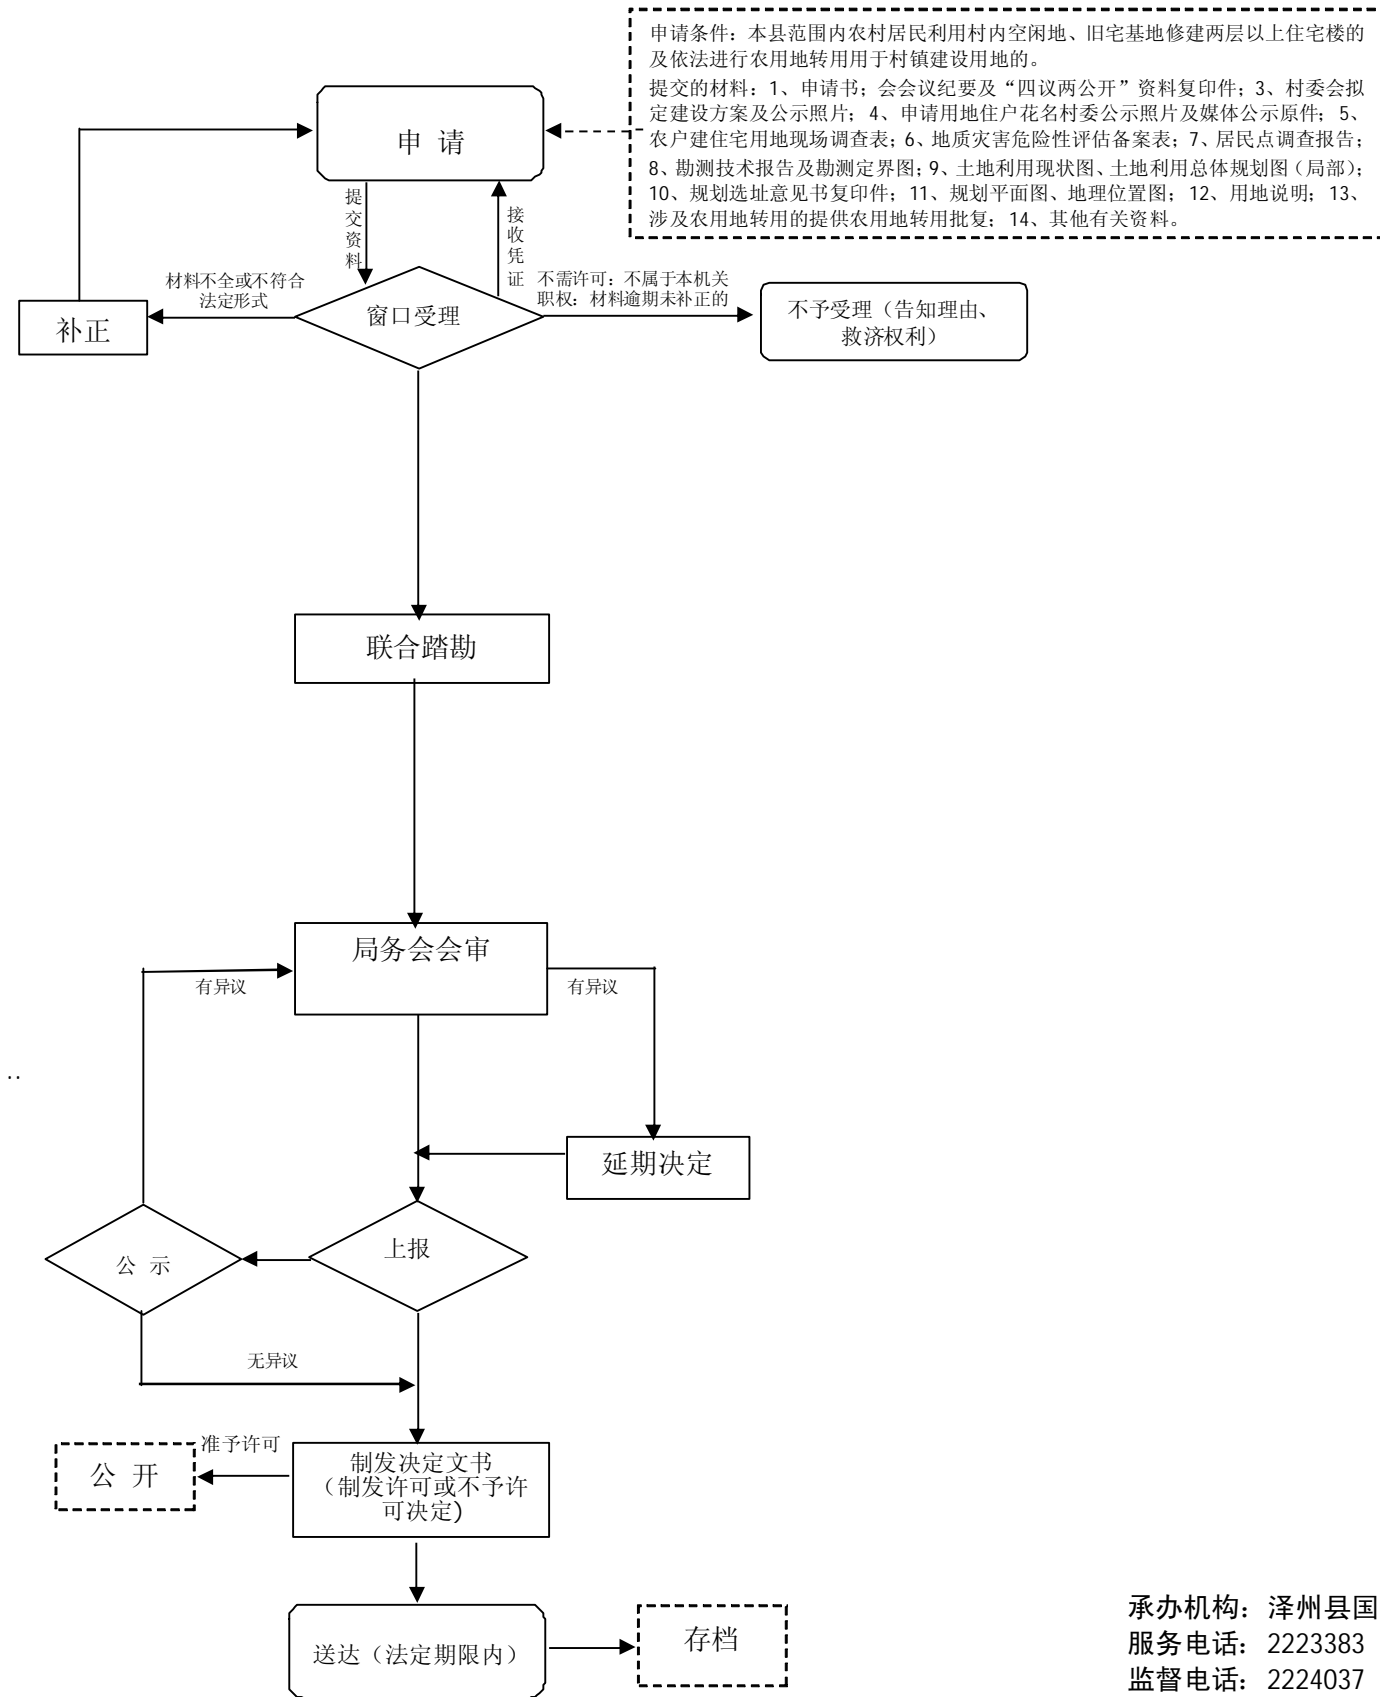 申请条件：本县范围内农村居民利用村内空闲地、旧宅基地修建两层以上住宅楼的
及依法进行农用地转用用于村镇建设用地的。
提交的材料：1、申请书；会会议纪要及“四议两公开”资料复印件；3、村委会拟
定建设方案及公示照片；4、申请用地住户花名村委公示照片及媒体公示原件；5、
农户建住宅用地现场调查表；6、地质灾害危险性评估备案表；7、居民点调查报告；
8、勘测技术报告及勘测定界图；9、土地利用现状图、土地利用总体规划图（局部）；
10、规划选址意见书复印件；11、规划平面图、地理位置图；12、用地说明；13、
涉及农用地转用的提供农用地转用批复；14、其他有关资料。
申 请
提交资料
接收凭证
材料不全或不符合
法定形式
补正
窗口受理
不需许可：不属于本机关
职权：材料逾期未补正的
不予受理（告知理由、
救济权利）
联合踏勘
局务会会审
有异议
有异议
..
延期决定
上报
公 示
无异议
准予许可
公 开
制发决定文书
（制发许可或不予许
可决定)
送达（法定期限内）
存档
承办机构：泽州县国
服务电话：2223383
监督电话：2224037